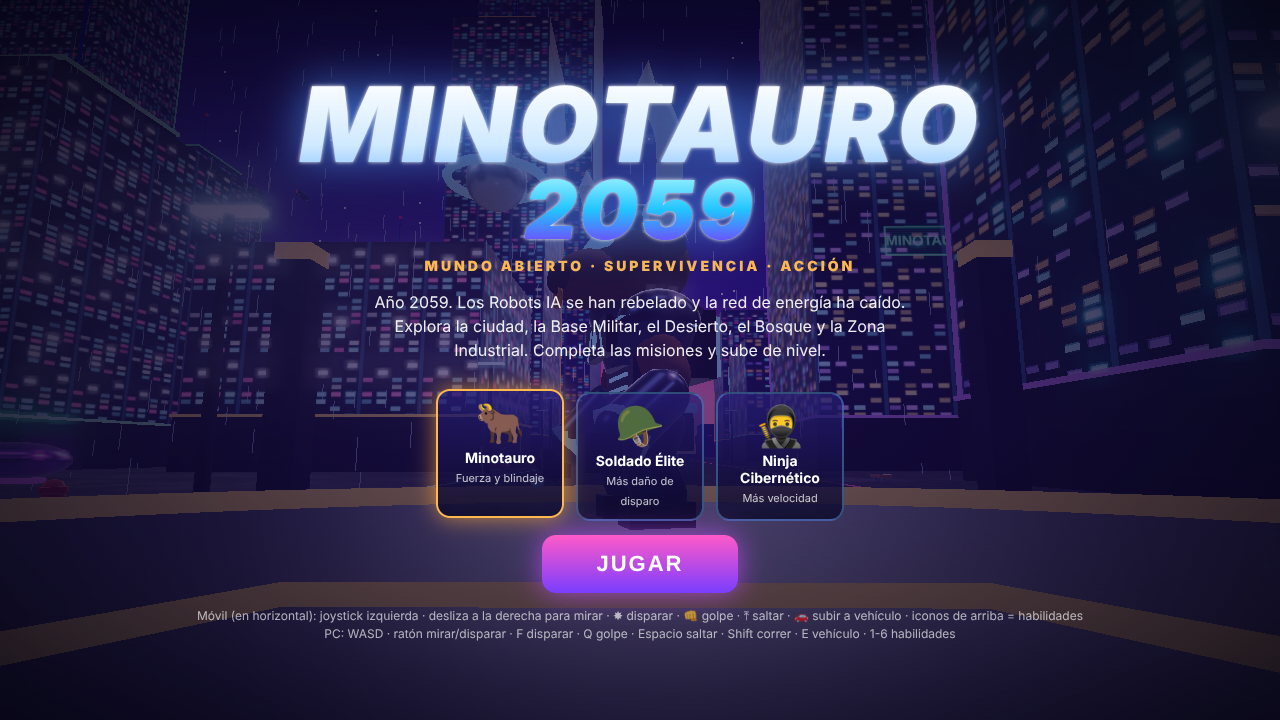 MINOTAURO
2059
MUNDO ABIERTO · SUPERVIVENCIA · ACCIÓN
Año 2059. Los Robots IA se han rebelado y la red de energía ha caído.
Explora la ciudad, la Base Militar, el Desierto, el Bosque y la Zona
Industrial. Completa las misiones y sube de nivel.
MINOTAU
Minotauro
Fuerza y blindaje
Soldado Élite
Más daño de
disparo
Ninja
Cibernético
Más velocidad
JUGAR
Móvil (en horizontal): joystick izquierda · desliza a la derecha para mirar · ✸ disparar · 👊 golpe · ⤒ saltar · 🚗 subir a vehículo · iconos de arriba = habilidades
PC: WASD · ratón mirar/disparar · F disparar · Q golpe · Espacio saltar · Shift correr · E vehículo · 1-6 habilidades